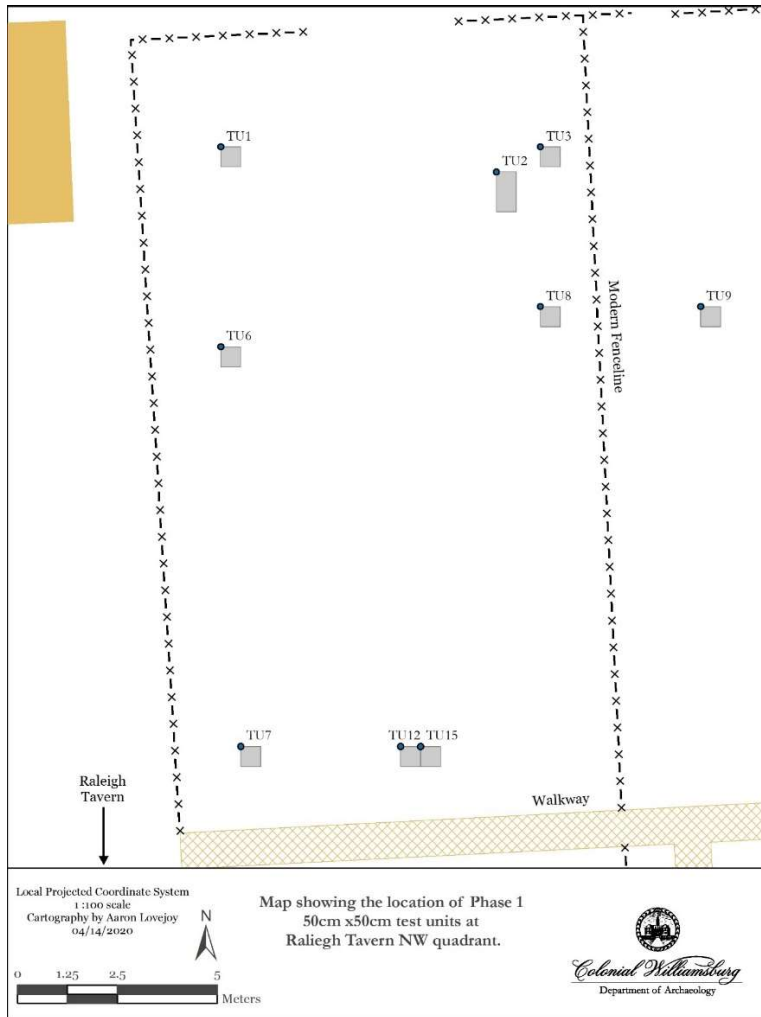 TU1
TU3
TU2
TU8
TU9
Modern Fenceline
TU6
TU7
TU12
TU15
Raleigh
Tavern
Walkway
Local Projected Coordinate System
1 :100 scale
Cartography by Aaron Lovejoy
04/14/2020
N
0 1.25 2.5 5
Meters
Map showing the location of Phase 1
50cm x50cm test units at
Raliegh Tavern NW quadrant.
Colonial Williamsburg
Department of Archaeology